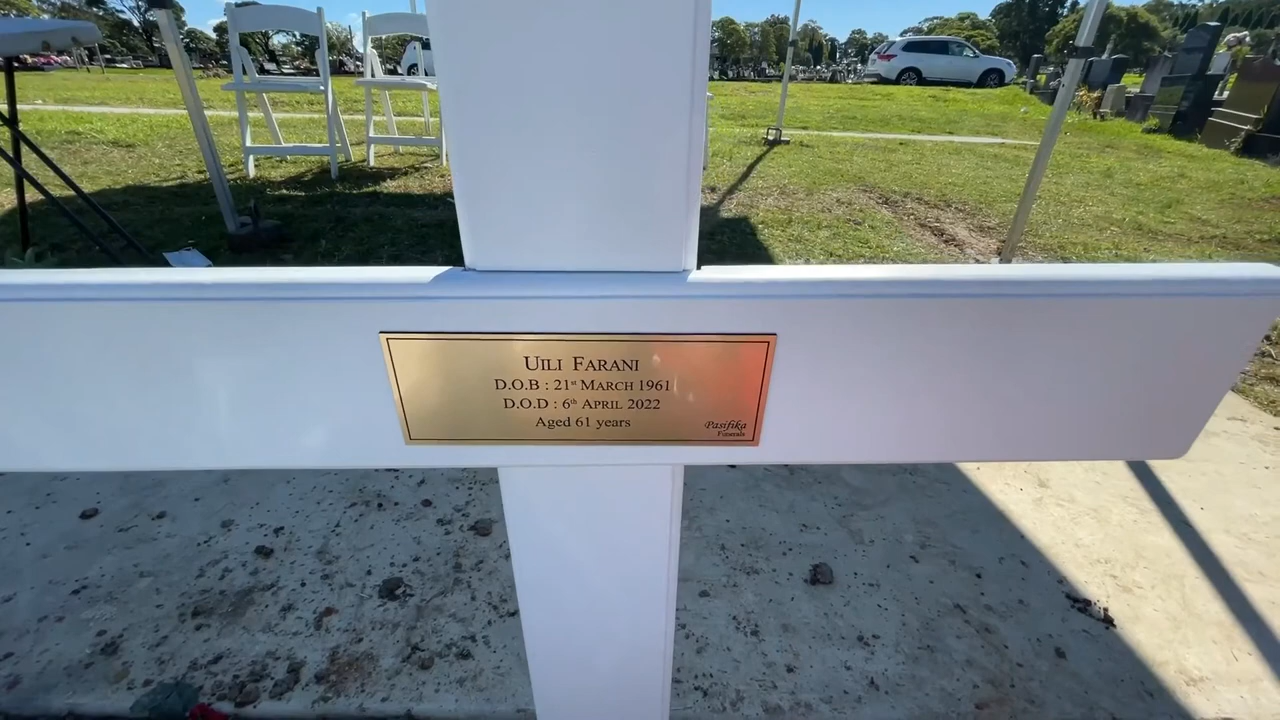 UILI FARANI
D.O.B : 21st MARCH 1961
D.O.D : 6th APRIL 2022
Aged 61 years
Pasifika
Funerals